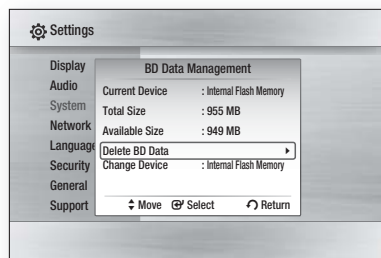 Settings
Display
Audio
System
Network
Language
Security
General
Support
BD Data Management
Current Device : Internal Flash Memory
Total Size : 955 MB
Available Size : 949 MB
Delete BD Data
Change Device : Internal Flash Memory
Move Select Return